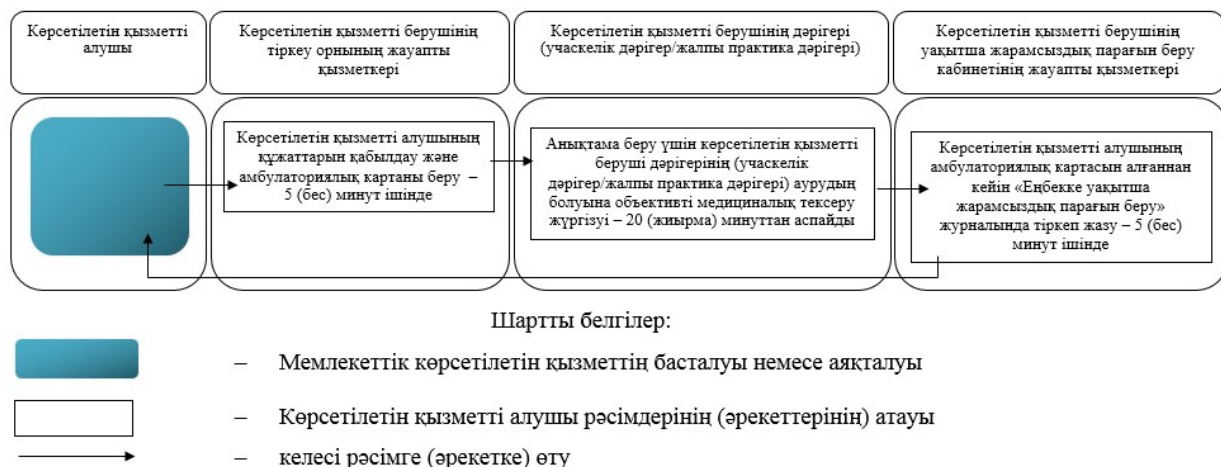 Көрсетілетін қызметті
алушы
Көрсетілетін қызметті берушінің
тіркеу орнының жауапты
қызметкері
Көрсетілетін қызметті берушінің дәрігері
(учаскелік дәрігер/жалпы практика дәрігері)
Көрсетілетін қызметті берушінің
уақытша жарамсыздық парағын беру
кабинетінің жауапты қызметкері
Көрсетілетін қызметті алушының
құжаттарын қабылдау және
амбулаториялық картаны беру –
5 (бес) минут ішінде
Анықтама беру үшін көрсетілетін қызметті
беруші дәрігерінің (учаскелік
дәрігер/жалпы практика дәрігері) аурудың
болуына объективті медициналық тексеру
жүргізуі – 20 (жиырма) минуттан аспайды
Көрсетілетін қызметті алушының
амбулаториялық картасын алғаннан
кейін «Еңбекке уақытша
жарамсыздық парағын беру»
журналында тіркеп жазу – 5 (бес)
минут ішінде
Шартты белгілер:
– Мемлекеттік көрсетілетін қызметтің басталуы немесе аяқталуы
– Көрсетілетін қызметті алушы рәсімдерінің (әрекеттерінің) атауы
– келесі рәсімге (әрекетке) өту